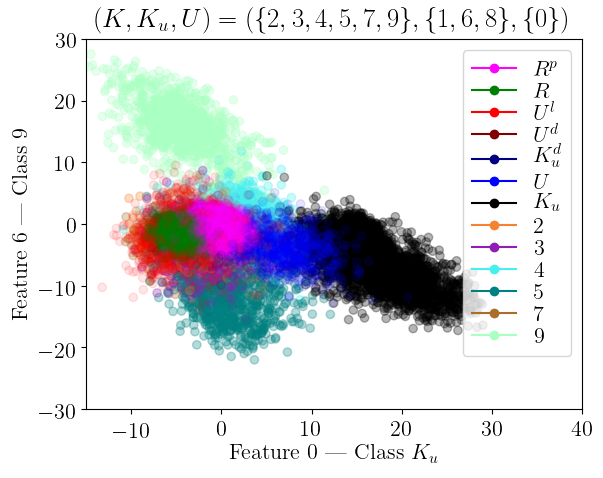 (K, K_u, U) = ({2, 3, 4, 5, 7, 9}, {1, 6, 8}, {0})
30
20
10
0
−10
−20
−30
Feature 6 — Class 9
R^p
R
U^l
U^d
K_u^d
U
K_u
2
3
4
5
7
9
−10
0
10
20
30
40
Feature 0 — Class K_u